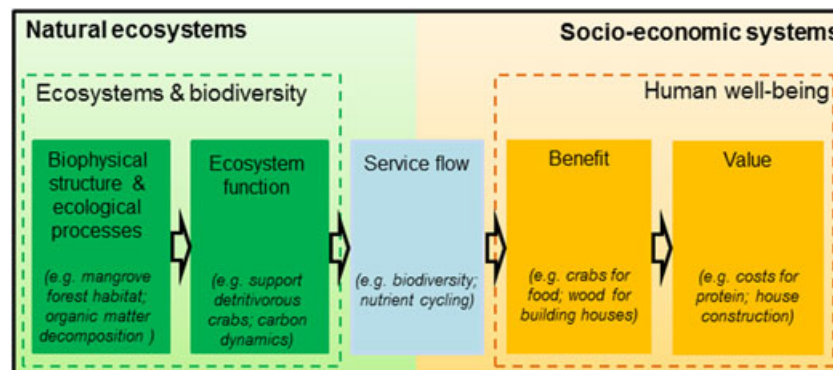 Natural ecosystems
Socio-economic systems
Ecosystems & biodiversity
Human well-being
Biophysical
structure &
ecological
processes
(e.g. mangrove
forest habitat;
organic matter
decomposition )
Ecosystem
function
(e.g. support
detritivorous
crabs; carbon
dynamics)
Service flow
(e.g. biodiversity;
nutrient cycling)
Benefit
(e.g. crabs for
food; wood for
building houses)
Value
(e.g. costs for
protein; house
construction)